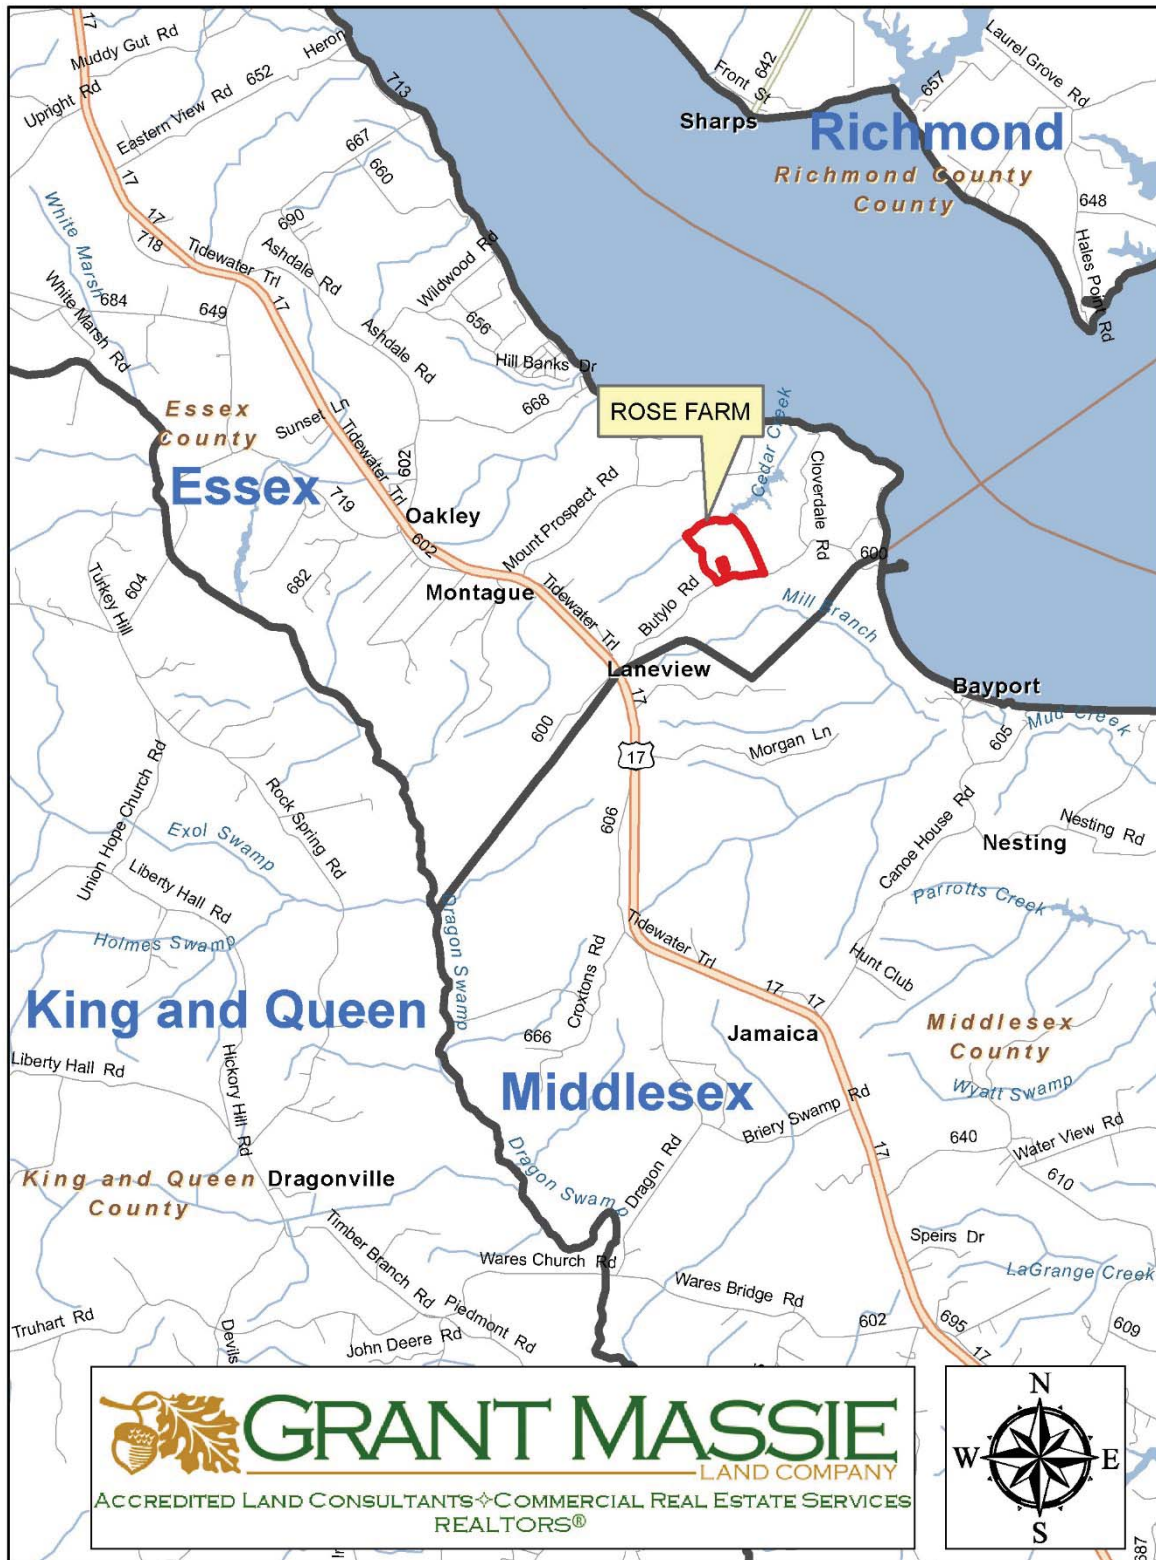 17
Muddy Gut Rd
Heron
652
Upright Rd
Eastern View Rd
713
642
Front St
Sharps
657
Laurel Grove Rd
Richmond
Richmond County
County
667
660
17
648
Hales Point Rd
White Marsh
17
718
690
Ashdale Rd
Tidewater Trl
17
Wildwood Rd
684
649
White Marsh Rd
656
Ashdale Rd
Hill Banks Dr
668
Essex
County
Sunset Ln
Tidewater Trl
ROSE FARM
Cedar Creek
Cloverdale Rd
602
Essex
719
Oakley
Mount Prospect Rd
602
600
604
682
Montague
Tidewater Trl
Butylo Rd
Mill Branch
Turkey Hill
Laneview
17
Bayport
Mud Creek
605
600
17
Morgan Ln
Union Hope Church Rd
Rock Spring Rd
606
Exol Swamp
Canoe House Rd
Nesting Rd
Nesting
Liberty Hall Rd
Parrotts Creek
Holmes Swamp
Dragon Swamp
Tidewater Trl
Hunt Club
Croxtons Rd
17
17
King and Queen
666
Jamaica
Middlesex
County
Liberty Hall Rd
Hickory Hill Rd
Middlesex
Wyatt Swamp
Briery Swamp Rd
17
640
Water View Rd
Dragon Swamp
Dragon Rd
610
King and Queen
County
Dragonville
Timber Branch Rd
Wares Church Rd
Speirs Dr
LaGrange Creek
Wares Bridge Rd
Piedmont Rd
602
695
609
Truhart Rd
Devils
John Deere Rd
17
GRANT MASSIE
LAND COMPANY
ACCREDITED LAND CONSULTANTS✧COMMERCIAL REAL ESTATE SERVICES
REALTORS®
N
W
E
S
687